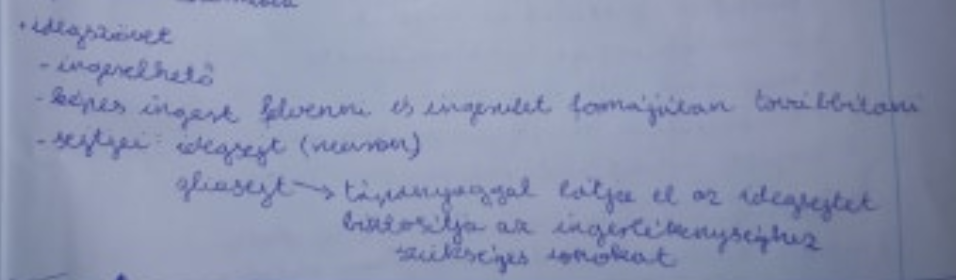 • idegszövet
- ingerelhető
- képes ingert felvenni és ingerület formájában továbbítani
- sejtjei: idegsejt (neuron)
gliasejt → tápanyaggal látja el az idegsejtet
biztosítja az ingerlékenységhez
szükséges ionokat